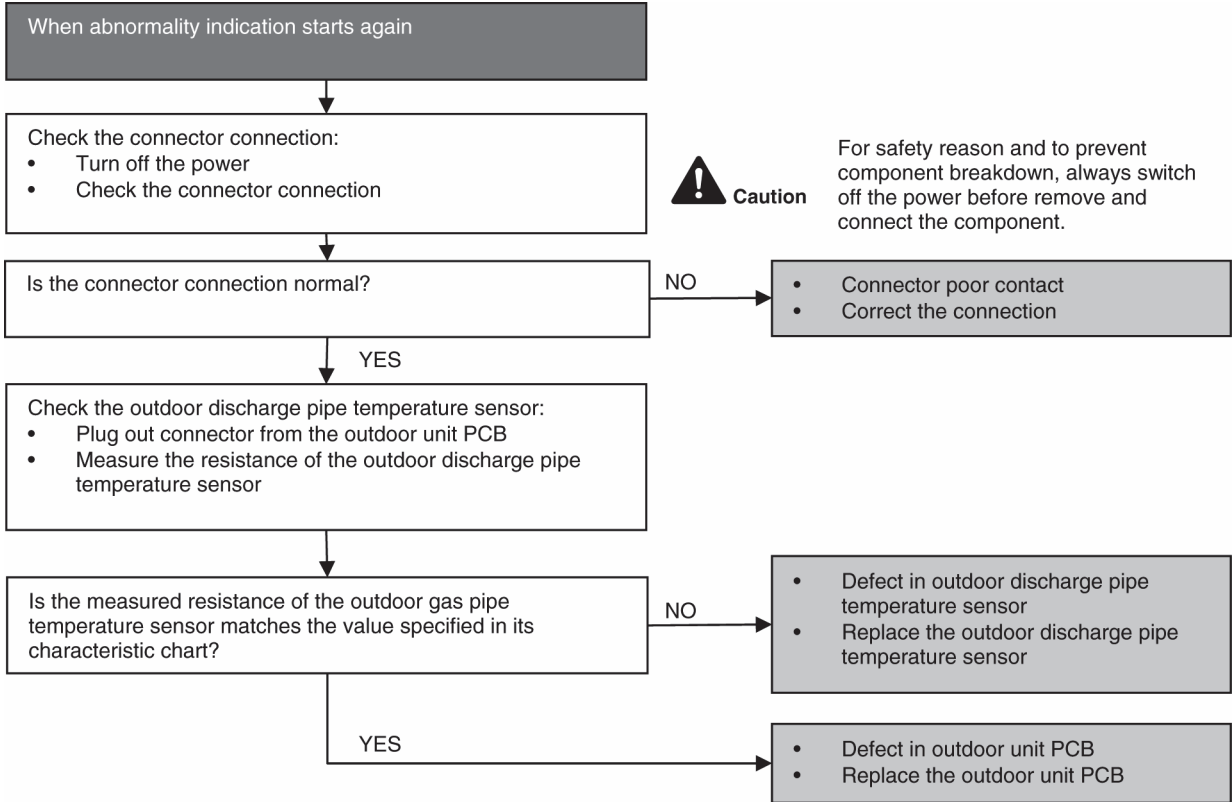 When abnormality indication starts again
Check the connector connection:
• Turn off the power
• Check the connector connection
Caution
For safety reason and to prevent
component breakdown, always switch
off the power before remove and
connect the component.
Is the connector connection normal?
NO
• Connector poor contact
• Correct the connection
YES
Check the outdoor discharge pipe temperature sensor:
• Plug out connector from the outdoor unit PCB
• Measure the resistance of the outdoor discharge pipe
temperature sensor
Is the measured resistance of the outdoor gas pipe
temperature sensor matches the value specified in its
characteristic chart?
NO
• Defect in outdoor discharge pipe
temperature sensor
• Replace the outdoor discharge pipe
temperature sensor
YES
• Defect in outdoor unit PCB
• Replace the outdoor unit PCB